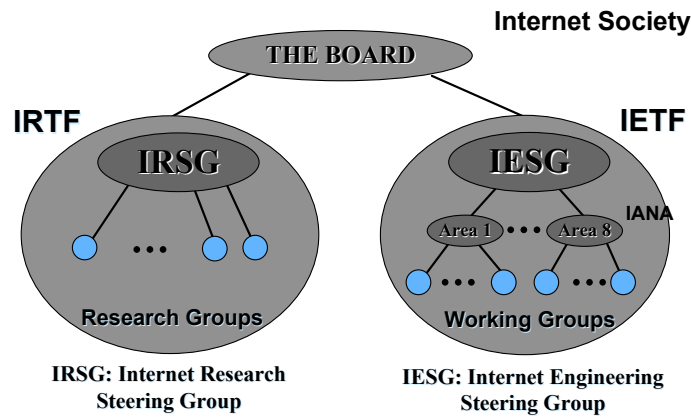 Internet Society
THE BOARD
IRTF
IETF
IRSG
IESG
IANA
Area 1
Area 8
Research Groups
Working Groups
IRSG: Internet Research
Steering Group
IESG: Internet Engineering
Steering Group